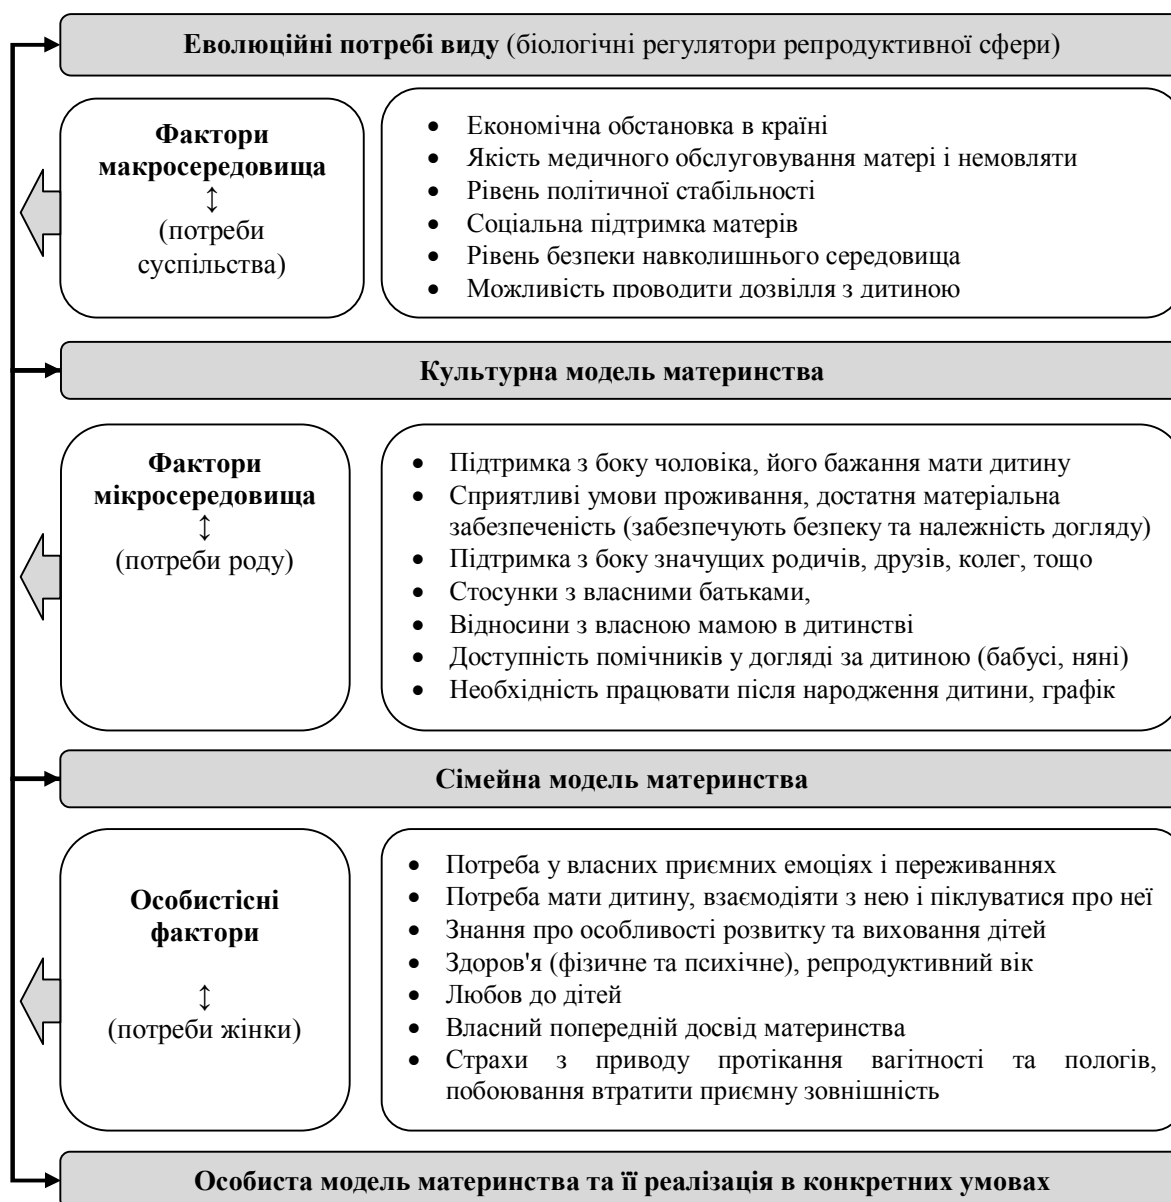 Еволюційні потребі виду (біологічні регулятори репродуктивної сфери)
Фактори
макросередовища
↕
(потреби
суспільства)
• Економічна обстановка в країні
• Якість медичного обслуговування матері і немовляти
• Рівень політичної стабільності
• Соціальна підтримка матерів
• Рівень безпеки навколишнього середовища
• Можливість проводити дозвілля з дитиною
Культурна модель материнства
Фактори
мікросередовища
↕
(потреби роду)
• Підтримка з боку чоловіка, його бажання мати дитину
• Сприятливі умови проживання, достатня матеріальна
забезпеченість (забезпечують безпеку та належність догляду)
• Підтримка з боку значущих родичів, друзів, колег, тощо
• Стосунки з власними батьками,
• Відносини з власною мамою в дитинстві
• Доступність помічників у догляді за дитиною (бабусі, няні)
• Необхідність працювати після народження дитини, графік
Сімейна модель материнства
Особистісні
фактори
↕
(потреби жінки)
• Потреба у власних приємних емоціях і переживаннях
• Потреба мати дитину, взаємодіяти з нею і піклуватися про неї
• Знання про особливості розвитку та виховання дітей
• Здоров'я (фізичне та психічне), репродуктивний вік
• Любов до дітей
• Власний попередній досвід материнства
• Страхи з приводу протікання вагітності та пологів,
побоювання втратити приємну зовнішність
Особиста модель материнства та її реалізація в конкретних умовах